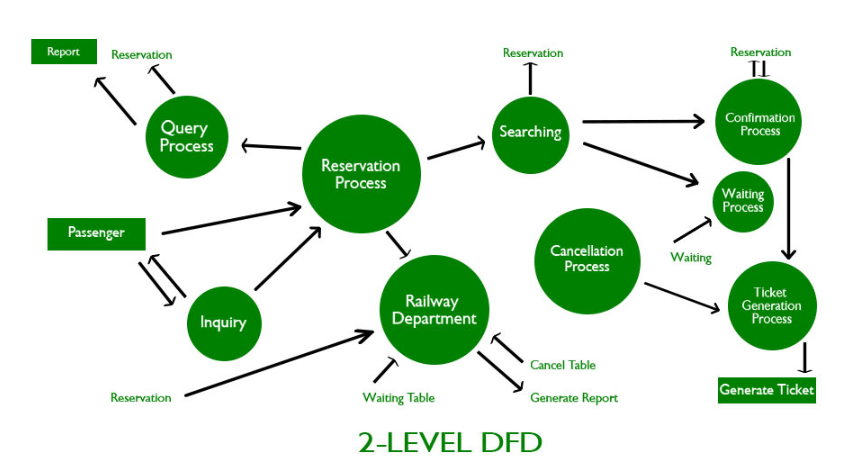 Report
Reservation
Reservation
Reservation
Query
Process
Reservation
Process
Searching
Confirmation
Process
Waiting
Process
Passenger
Cancellation
Process
Waiting
Inquiry
Railway
Department
Ticket
Generation
Process
Cancel Table
Reservation
Waiting Table
Generate Report
Generate Ticket
2-LEVEL DFD